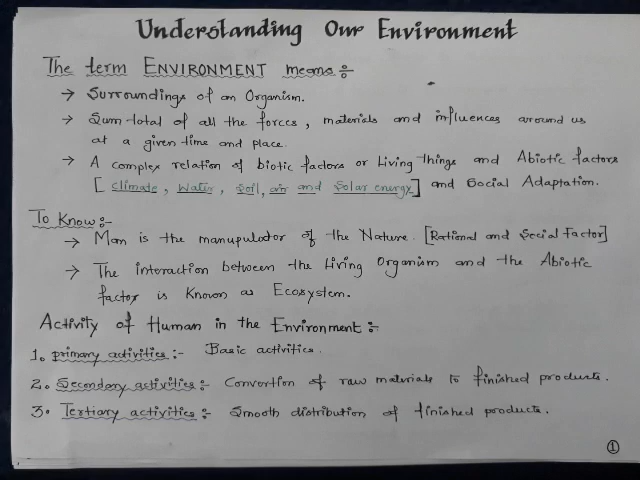 Understanding Our Environment
The term ENVIRONMENT means:-
→ Surroundings of an Organism.
→ Sum-total of all the forces, materials and influences around us
at a given time and place.
→ A complex relation of biotic factors or Living things and Abiotic factors
[climate, Water, Soil, air and Solar energy] and Social Adaptation.
To Know:-
→ Man is the manupulator of the Nature. [Rational and Social Factor]
→ The interaction between the Living Organism and the Abiotic
factor is Known as Ecosystem.
Activity of Human in the Environment:-
1. primary activities:- Basic activities.
2. Secondary activities:- Convertion of raw materials to finished products.
3. Tertiary activities:- Smooth distribution of finished products.
1